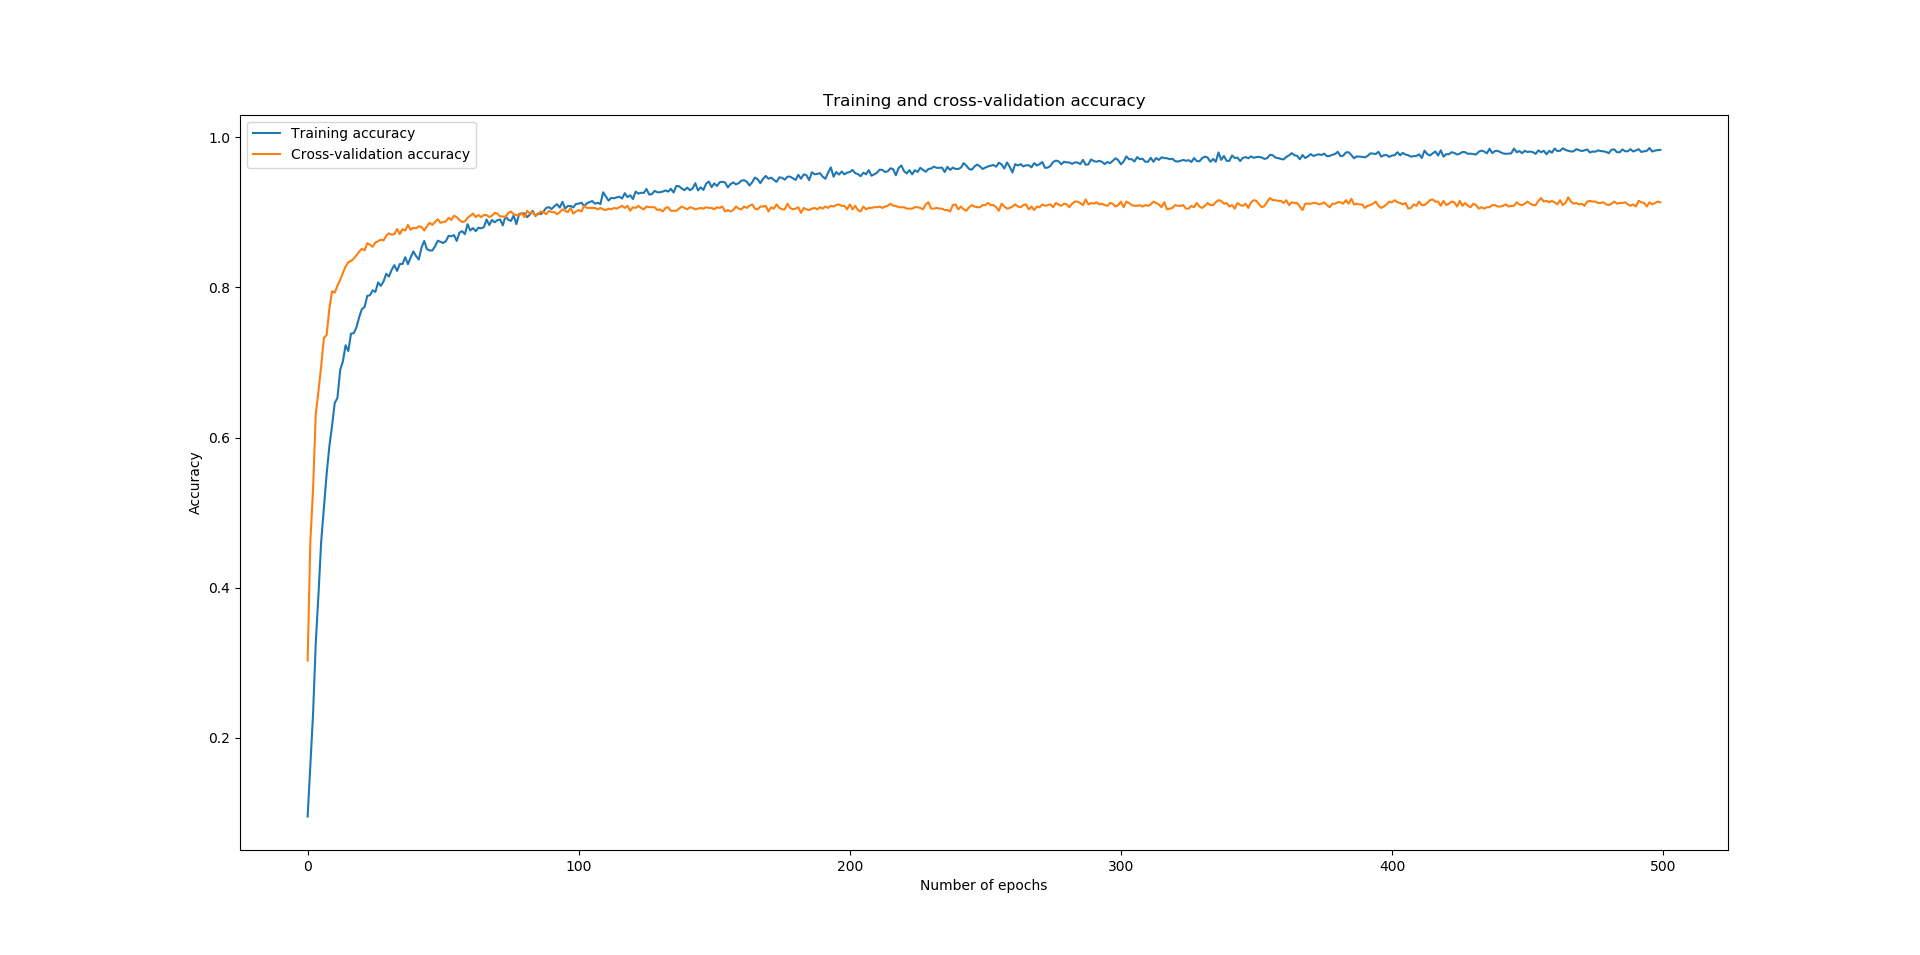 Training and cross-validation accuracy
Training accuracy
Cross-validation accuracy
1.0
0.8
0.6
0.4
0.2
Accuracy
0 100 200 300 400 500
Number of epochs